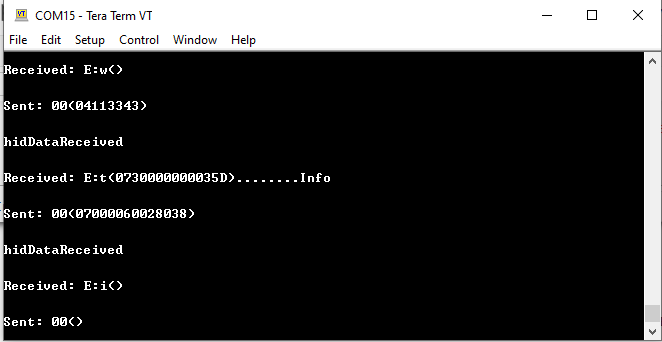 COM15 - Tera Term VT
File Edit Setup Control Window Help
Received: E:w()
Sent: 00(04113343)
hidDataReceived
Received: E:t(0730000000035D)........Info
Sent: 00(07000060028038)
hidDataReceived
Received: E:i()
Sent: 00()